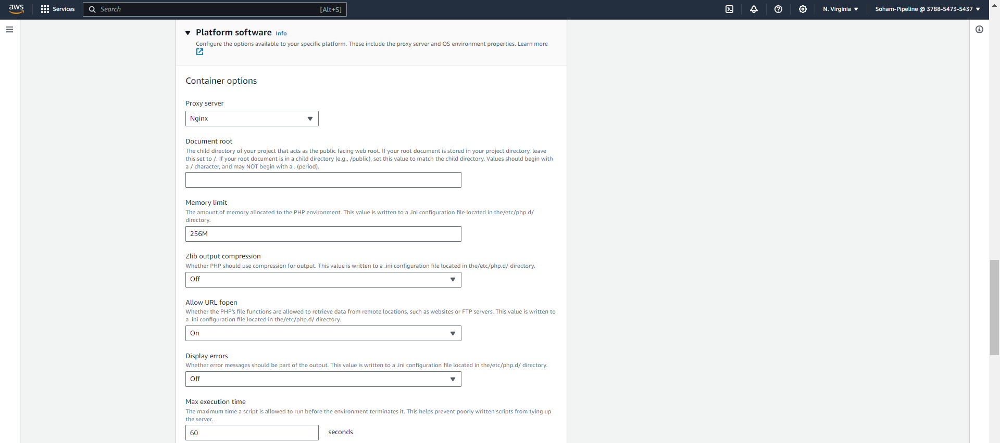 aws
Services
Search
[Alt+S]
N. Virginia
Soham-Pipeline @ 3788-5473-5437
Platform software Info
Configure the options available to your specific platform. These include the proxy server and OS environment properties. Learn more
Container options
Proxy server
Nginx
Document root
The child directory of your project that acts as the public facing web root. If your root document is stored in your project directory, leave
this set to /. If your root document is in a child directory (e.g., /public), set this value to match the child directory. Values should begin with
a / character, and may NOT begin with a . (period).
Memory limit
The amount of memory allocated to the PHP environment. This value is written to a .ini configuration file located in the/etc/php.d/
directory.
256M
Zlib output compression
Whether PHP should use compression for output. This value is written to a .ini configuration file located in the/etc/php.d/ directory.
Off
Allow URL fopen
Whether the PHP's file functions are allowed to retrieve data from remote locations, such as websites or FTP servers. This value is written to
a .ini configuration file located in the/etc/php.d/ directory.
On
Display errors
Whether error messages should be part of the output. This value is written to a .ini configuration file located in the/etc/php.d/ directory.
Off
Max execution time
The maximum time a script is allowed to run before the environment terminates it. This helps prevent poorly written scripts from tying up
the server.
60 seconds